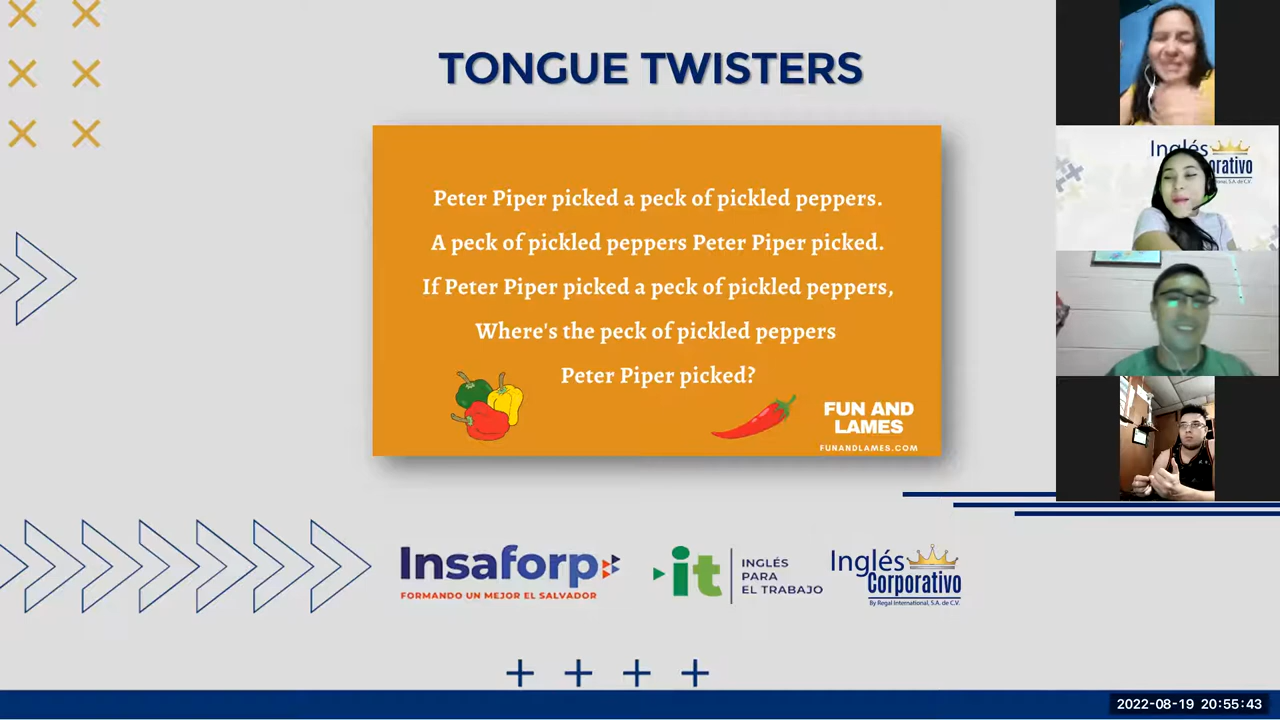 TONGUE TWISTERS
Peter Piper picked a peck of pickled peppers.
A peck of pickled peppers Peter Piper picked.
If Peter Piper picked a peck of pickled peppers,
Where's the peck of pickled peppers
Peter Piper picked?
FUN AND
LAMES
FUNANDLAMES.COM
Insaforp
FORMANDO UN MEJOR EL SALVADOR
it
INGLÉS
PARA
EL TRABAJO
Inglés
Corporativo
By Regal International, S.A. de C.V.
Inglés
orativo
2022-08-19 20:55:43